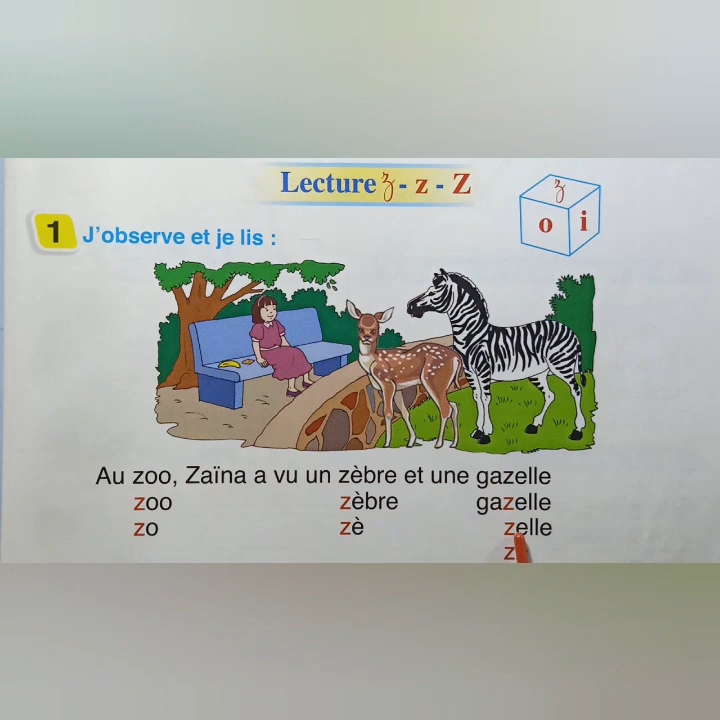 Lecture z - z - Z
z
o i
1 J'observe et je lis :
Au zoo, Zaïna a vu un zèbre et une gazelle
zoo zèbre gazelle
zo zè zelle
z